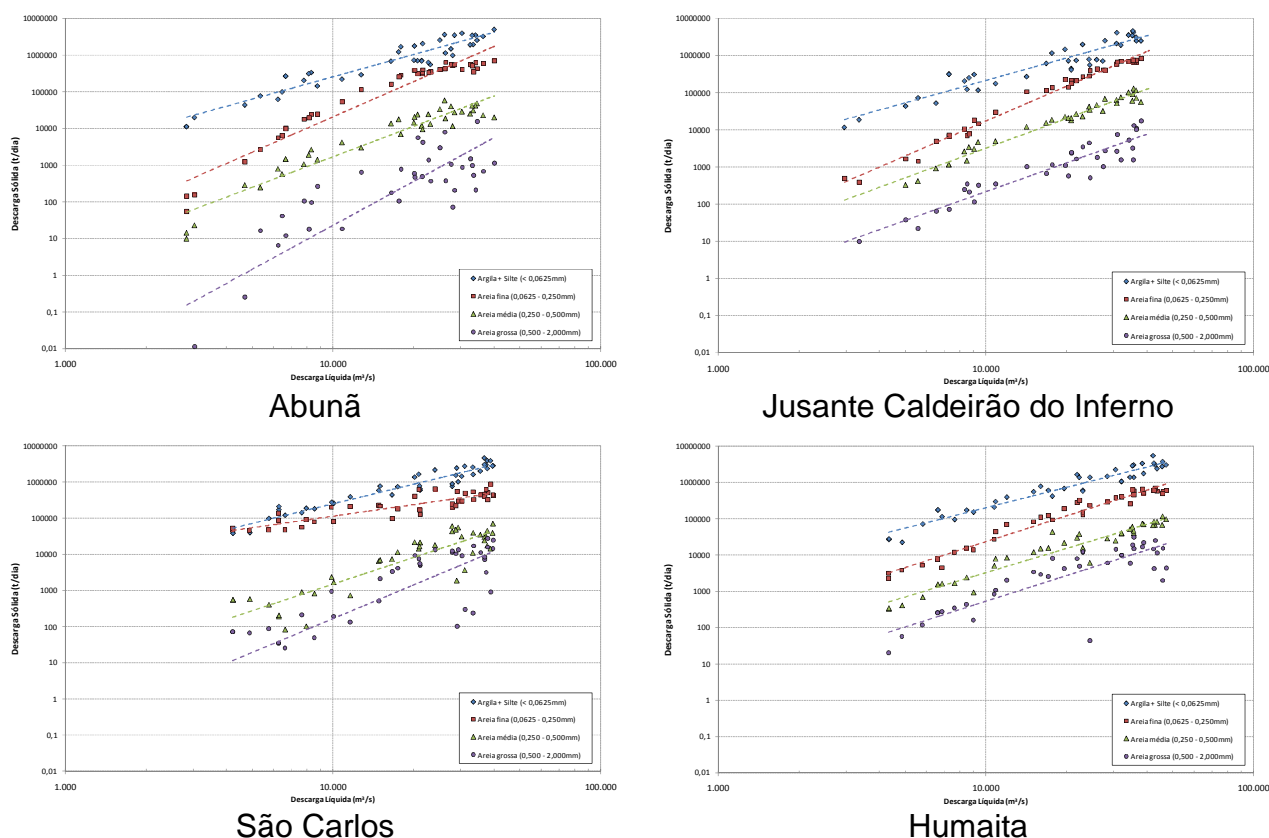 10000000
1000000
100000
10000
1000
100
10
1
0,1
0,01
Descarga Sólida (t/dia)
Argila + Silte (< 0,0625mm)
Areia fina (0,0625 - 0,250mm)
Areia média (0,250 - 0,500mm)
Areia grossa (0,500 - 2,000mm)
1.000 10.000 100.000
Descarga Líquida (m³/s)
Abunã
10000000
1000000
100000
10000
1000
100
10
1
0,1
0,01
Descarga Sólida (t/dia)
Argila + Silte (< 0,0625mm)
Areia fina (0,0625 - 0,250mm)
Areia média (0,250 - 0,500mm)
Areia grossa (0,500 - 2,000mm)
1.000 10.000 100.000
Descarga Líquida (m³/s)
Jusante Caldeirão do Inferno
10000000
1000000
100000
10000
1000
100
10
1
0,1
0,01
Descarga Sólida (t/dia)
Argila + Silte (< 0,0625mm)
Areia fina (0,0625 - 0,250mm)
Areia média (0,250 - 0,500mm)
Areia grossa (0,500 - 2,000mm)
1.000 10.000 100.000
Descarga Líquida (m³/s)
São Carlos
10000000
1000000
100000
10000
1000
100
10
1
0,1
0,01
Descarga Sólida (t/dia)
Argila + Silte (< 0,0625mm)
Areia fina (0,0625 - 0,250mm)
Areia média (0,250 - 0,500mm)
Areia grossa (0,500 - 2,000mm)
1.000 10.000 100.000
Descarga Líquida (m³/s)
Humaita